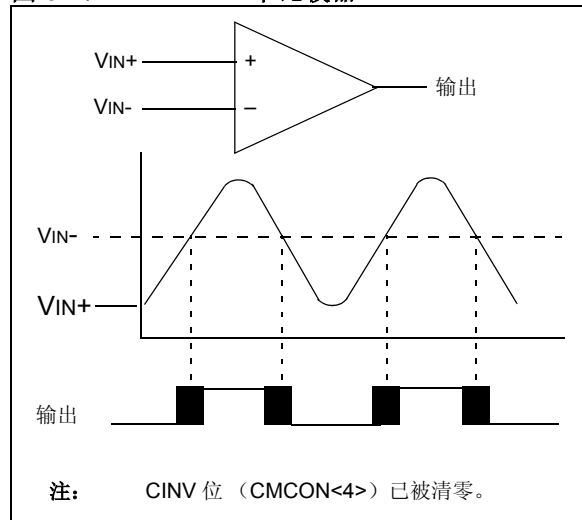 VIN+
+
输出
VIN-
–
VIN-
VIN+
输出
注： CINV 位 （CMCON<4>）已被清零。